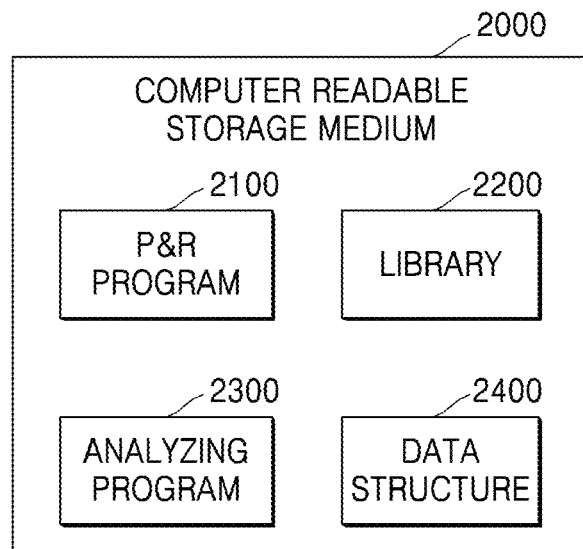 2000
COMPUTER READABLE
STORAGE MEDIUM
2100
P&R
PROGRAM
2200
LIBRARY
2300
ANALYZING
PROGRAM
2400
DATA
STRUCTURE